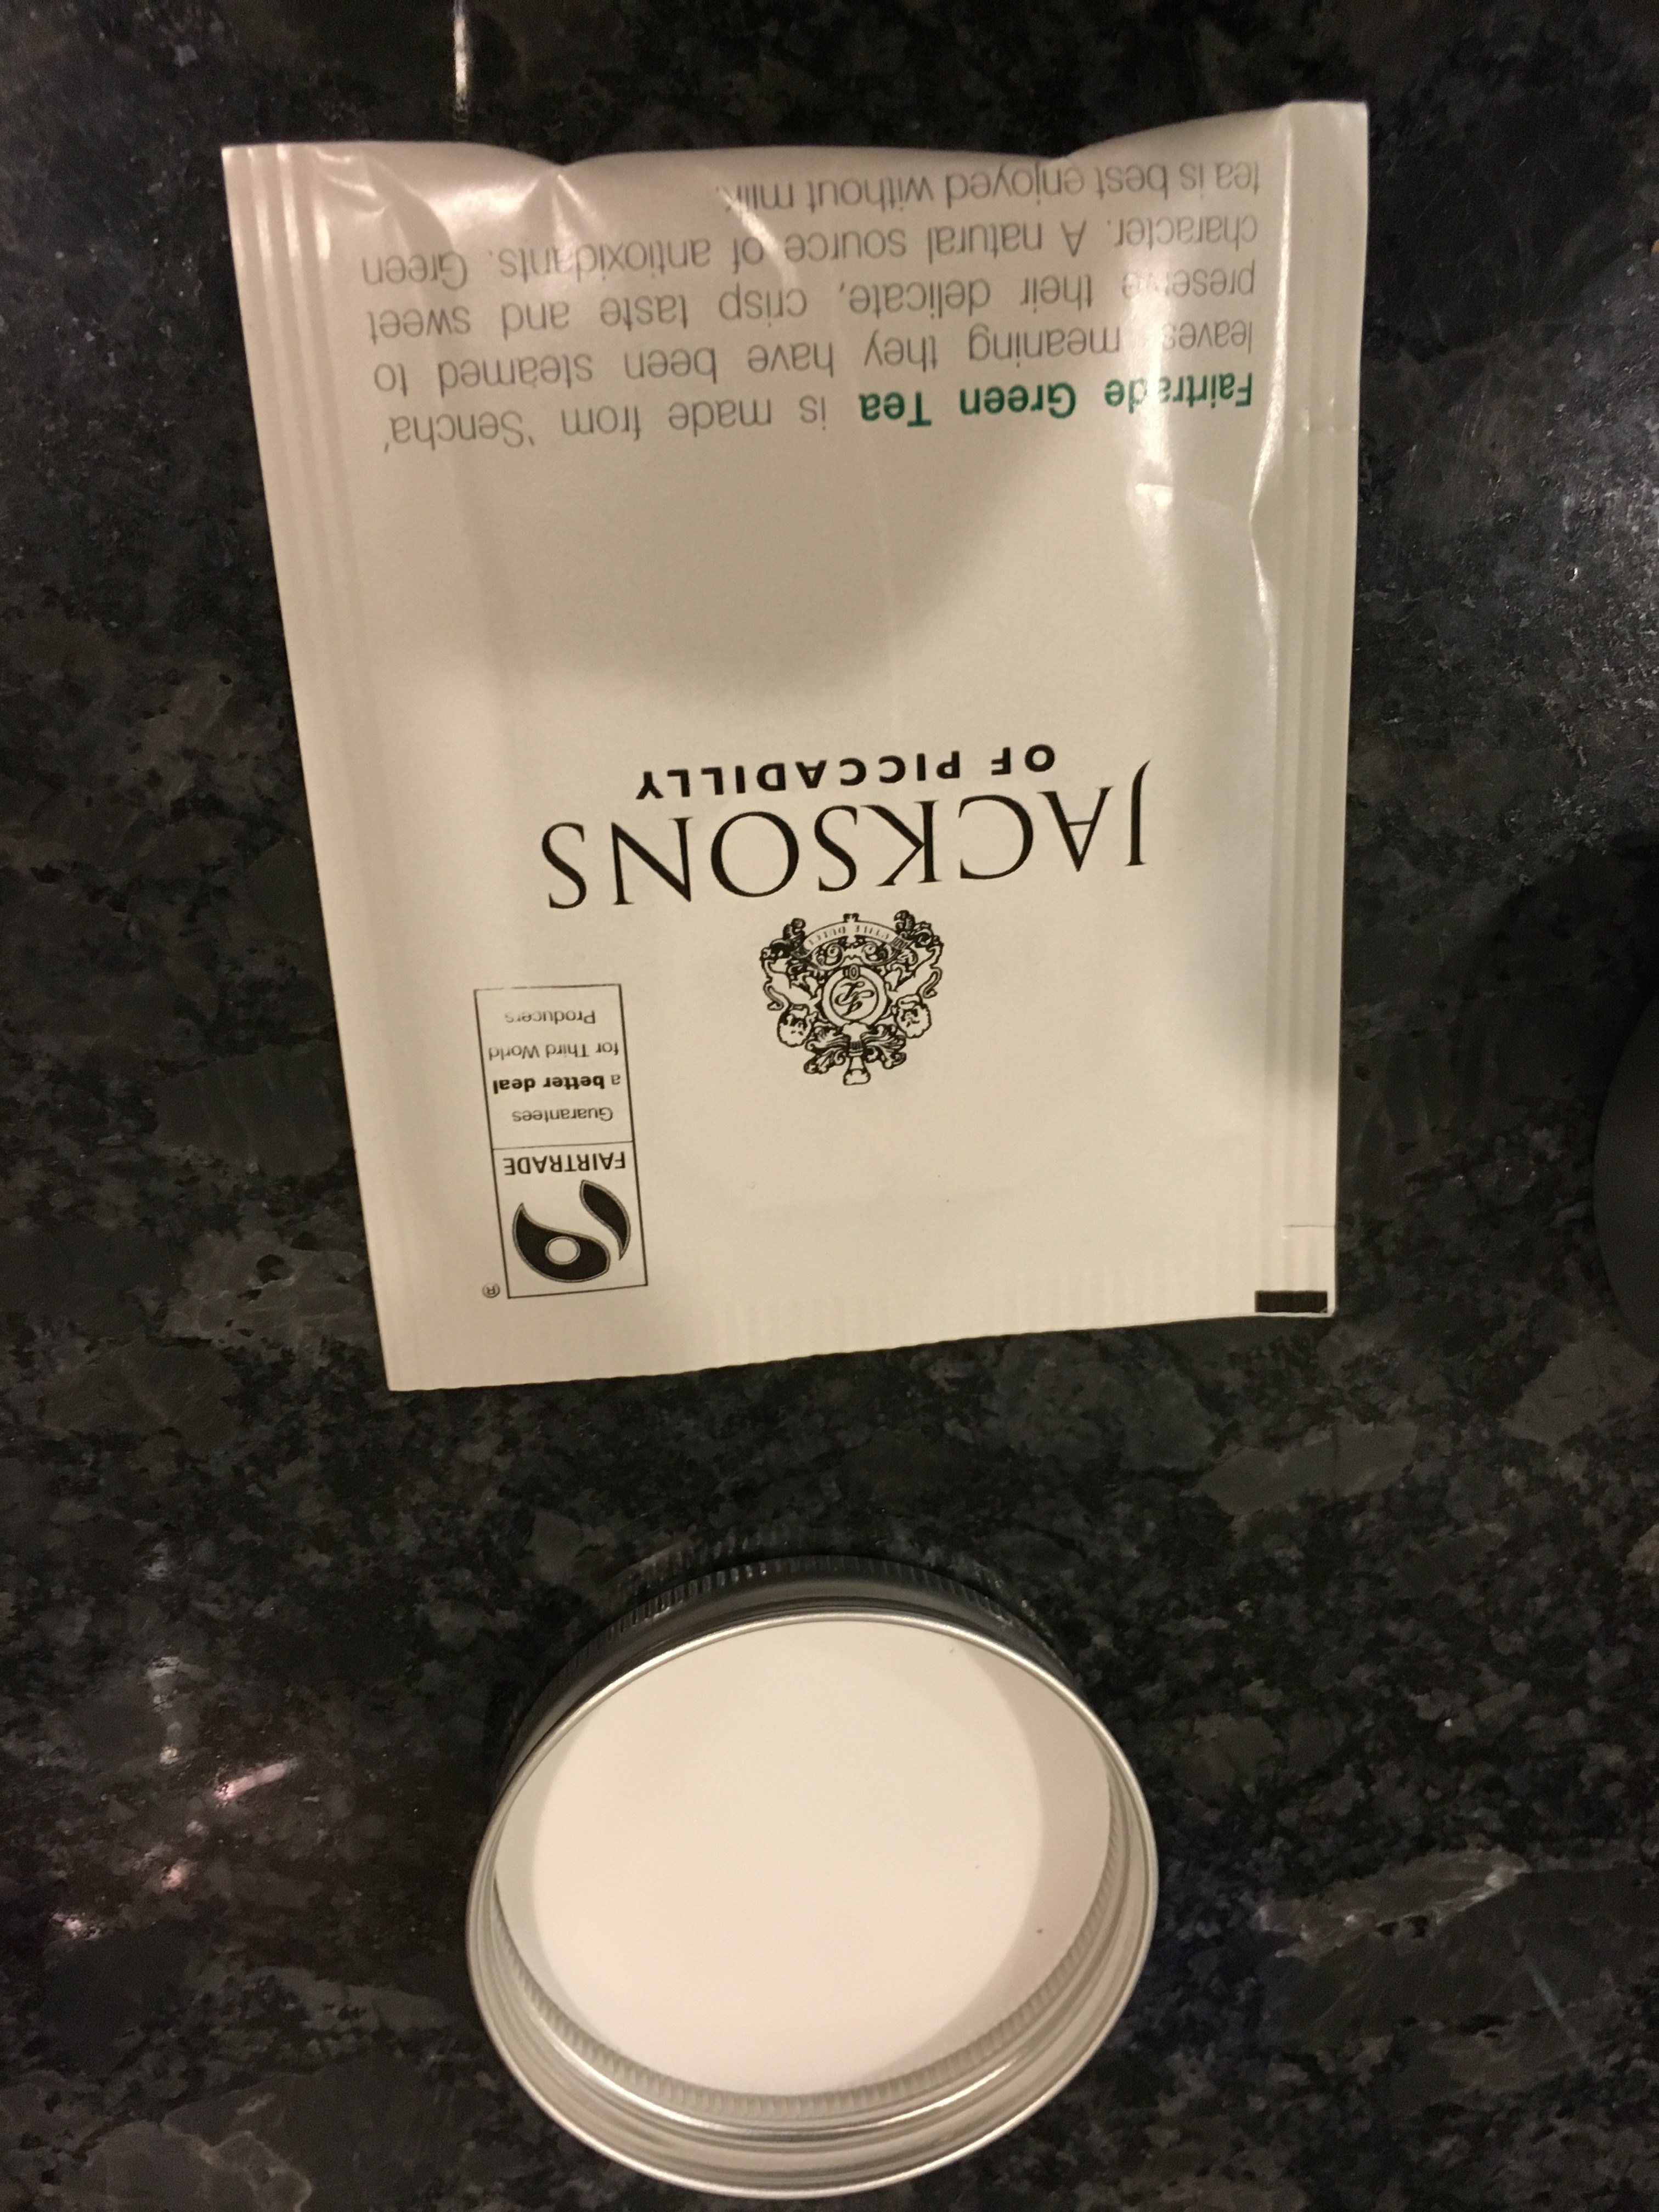 ®
FAIRTRADE
Guarantees
a better deal
for Third World
Producers
JACKSONS
OF PICCADILLY
Fairtrade Green Tea is made from 'Sencha'
leaves meaning they have been steamed to
preserve their delicate, crisp taste and sweet
character. A natural source of antioxidants. Green
tea is best enjoyed without milk.